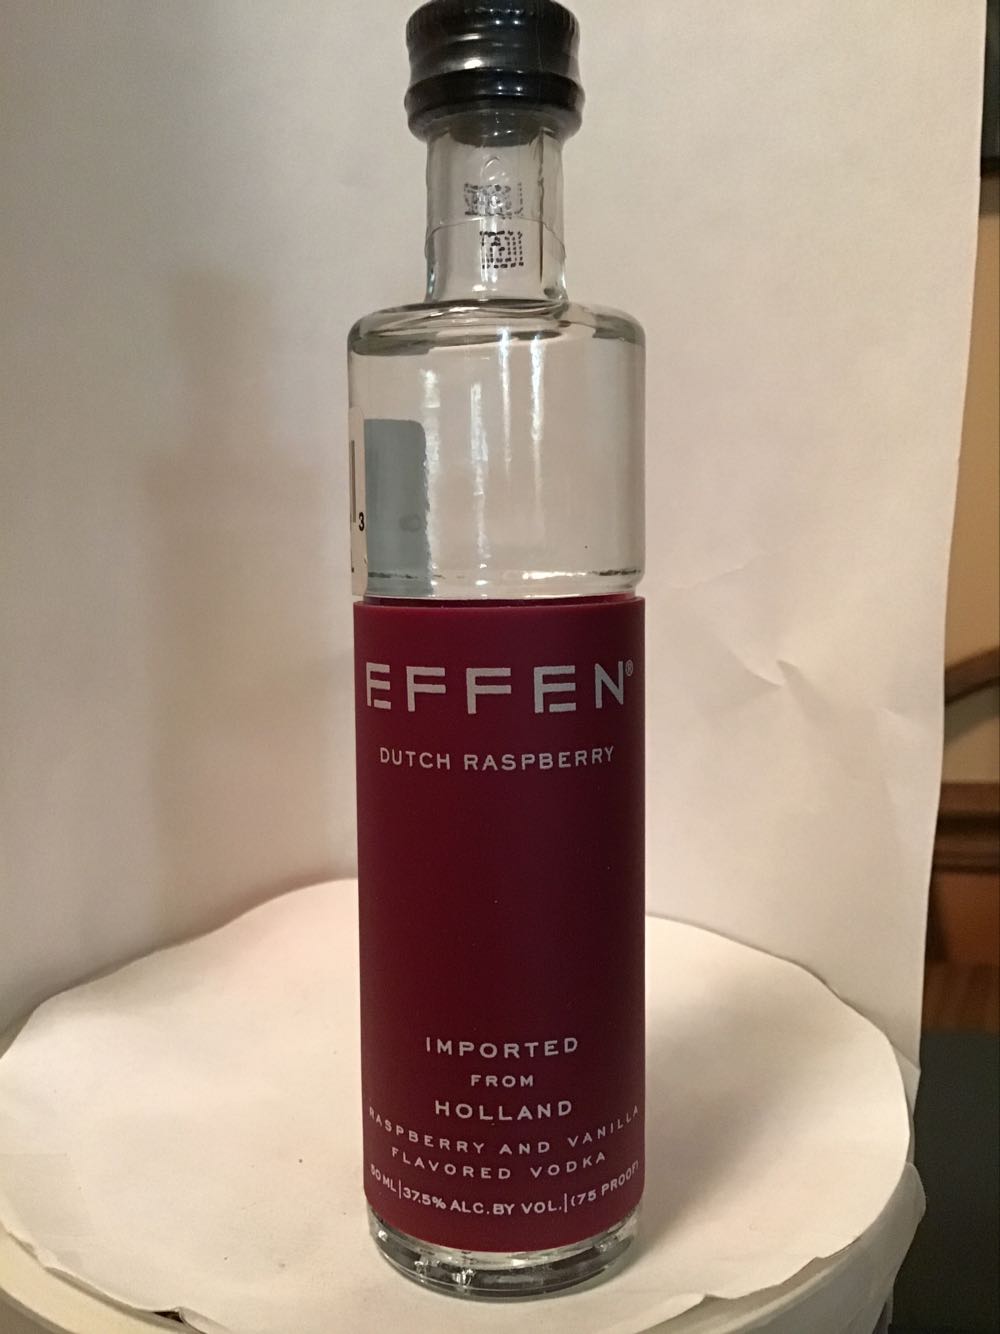 3
EFFEN®
DUTCH RASPBERRY
IMPORTED
FROM
HOLLAND
RASPBERRY AND VANILLA
FLAVORED VODKA
50 ML | 37.5% ALC. BY VOL. | (75 PROOF)